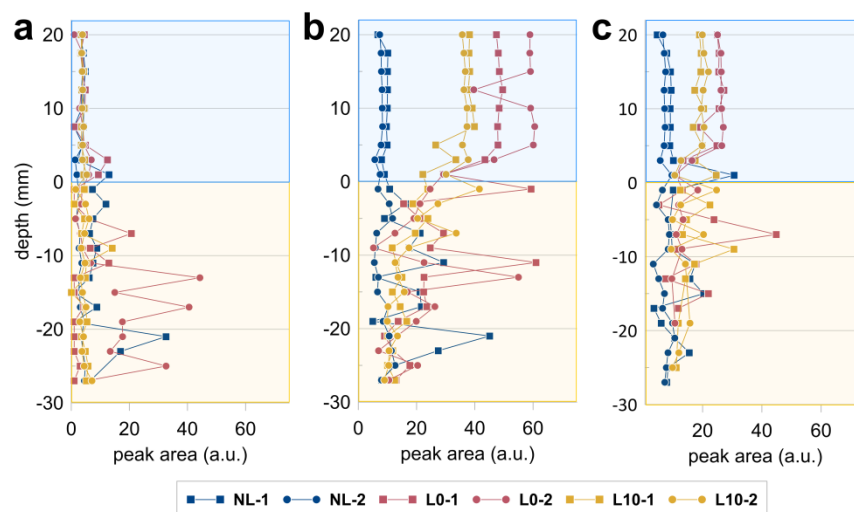 a b c
20 20 20
10 10 10
0 0 0
-10 -10 -10
-20 -20 -20
-30 -30 -30
depth (mm)
0 20 40 60 0 20 40 60 0 20 40 60
peak area (a.u.) peak area (a.u.) peak area (a.u.)
NL-1 NL-2 L0-1 L0-2 L10-1 L10-2